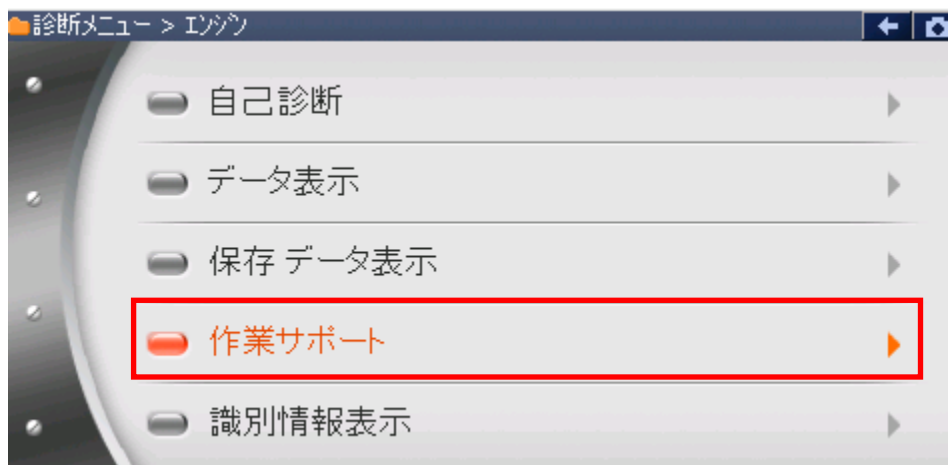 診断メニュー > エンジン
自己診断
データ表示
保存 データ表示
作業サポート
識別情報表示